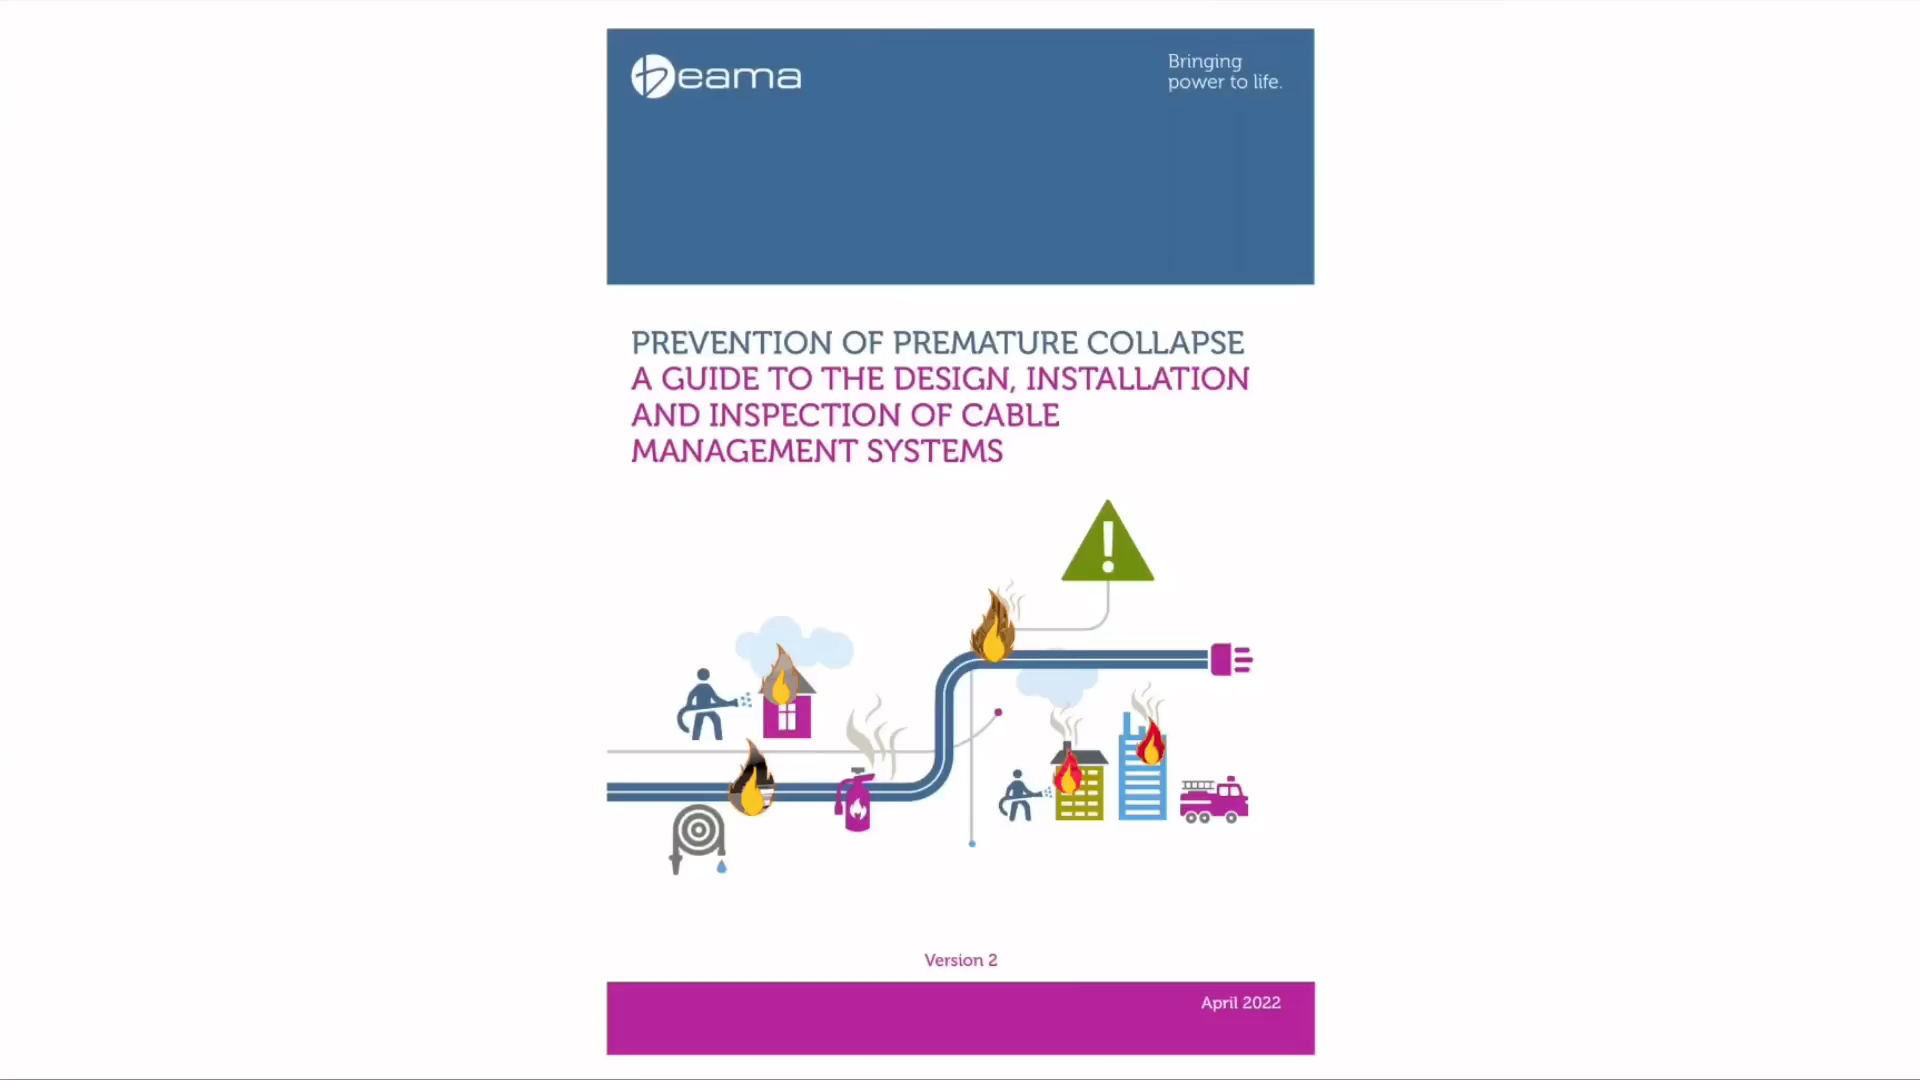 beama
Bringing
power to life.
PREVENTION OF PREMATURE COLLAPSE
A GUIDE TO THE DESIGN, INSTALLATION
AND INSPECTION OF CABLE
MANAGEMENT SYSTEMS
!
Version 2
April 2022